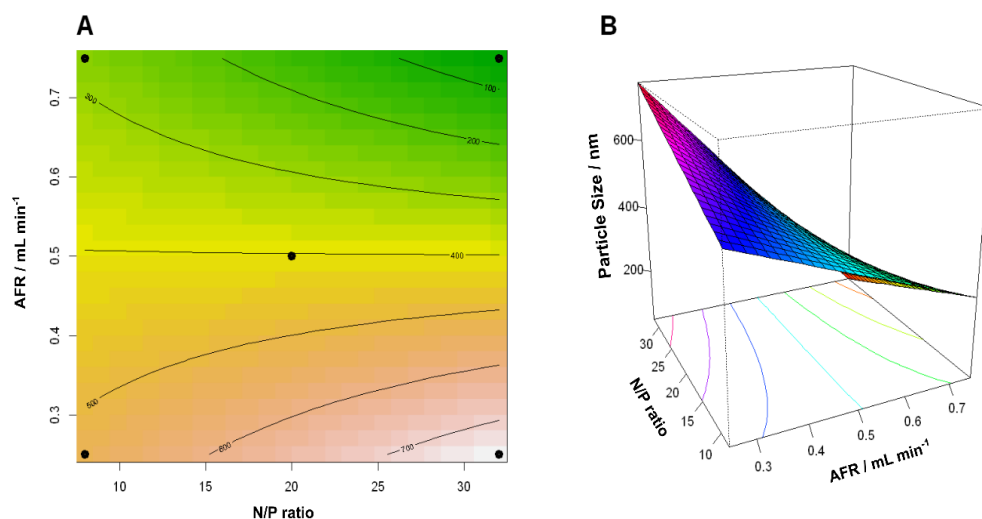 A
AFR / mL min⁻¹
0.7
0.6
0.5
0.4
0.3
300
100
200
400
500
600
700
10 15 20 25 30
N/P ratio
B
Particle Size / nm
600
400
200
30
25
20
15
10
N/P ratio
0.3 0.4 0.5 0.6 0.7
AFR / mL min⁻¹